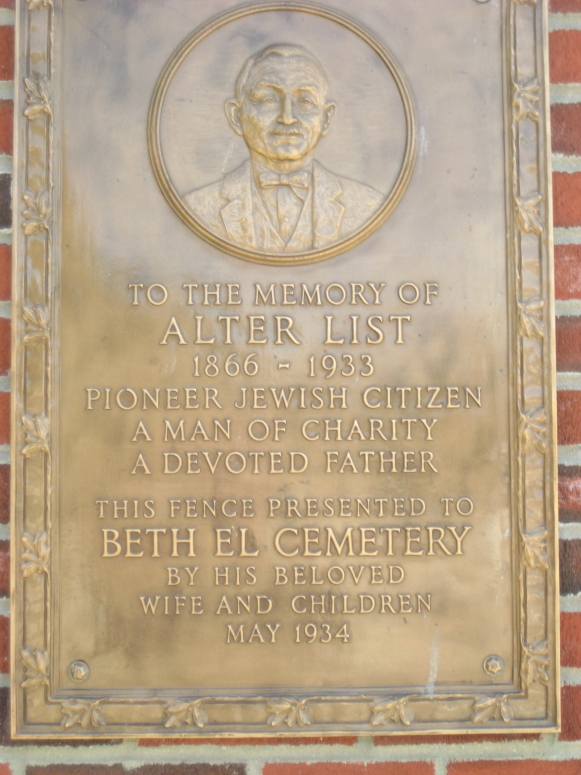 TO THE MEMORY OF
ALTER LIST
1866 - 1933
PIONEER JEWISH CITIZEN
A MAN OF CHARITY
A DEVOTED FATHER
THIS FENCE PRESENTED TO
BETH EL CEMETERY
BY HIS BELOVED
WIFE AND CHILDREN
MAY 1934